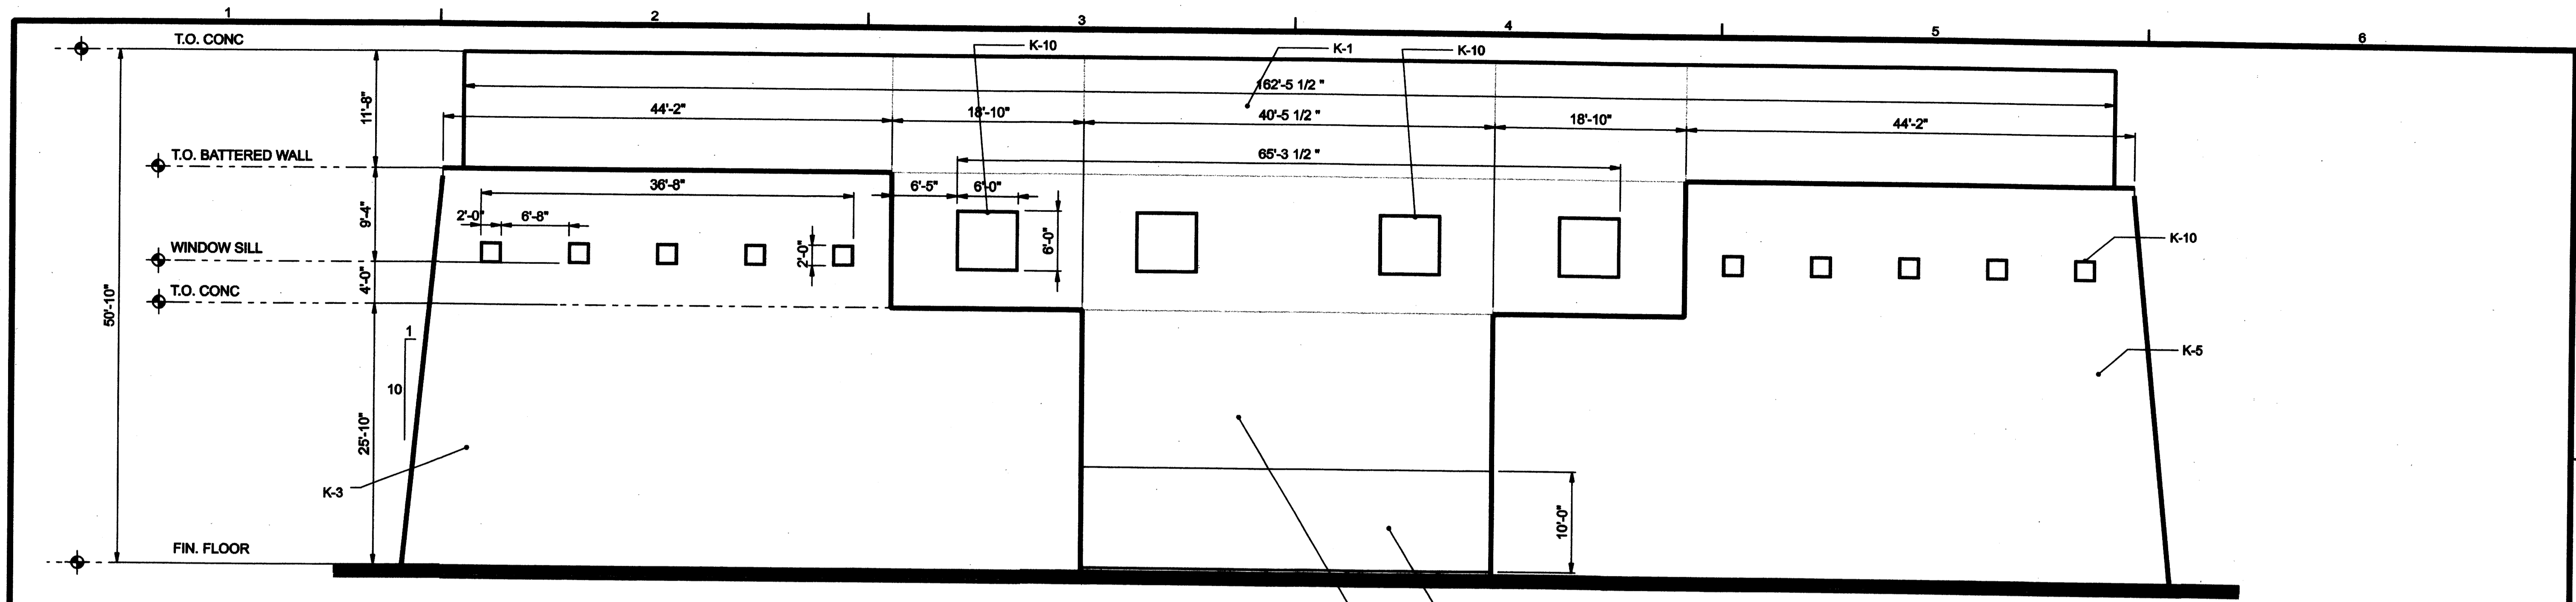 1
2
3
4
5
6
T.O. CONC
K-10
K-1
K-10
162'-5 1/2 "
11'-8"
44'-2"
18'-10"
40'-5 1/2 "
18'-10"
44'-2"
T.O. BATTERED WALL
65'-3 1/2 "
36'-8"
6'-5"
6'-0"
9'-4"
2'-0"
6'-8"
6'-0"
2'-0"
WINDOW SILL
K-10
4'-0"
T.O. CONC
50'-10"
1
10
K-5
25'-10"
K-3
10'-0"
FIN. FLOOR